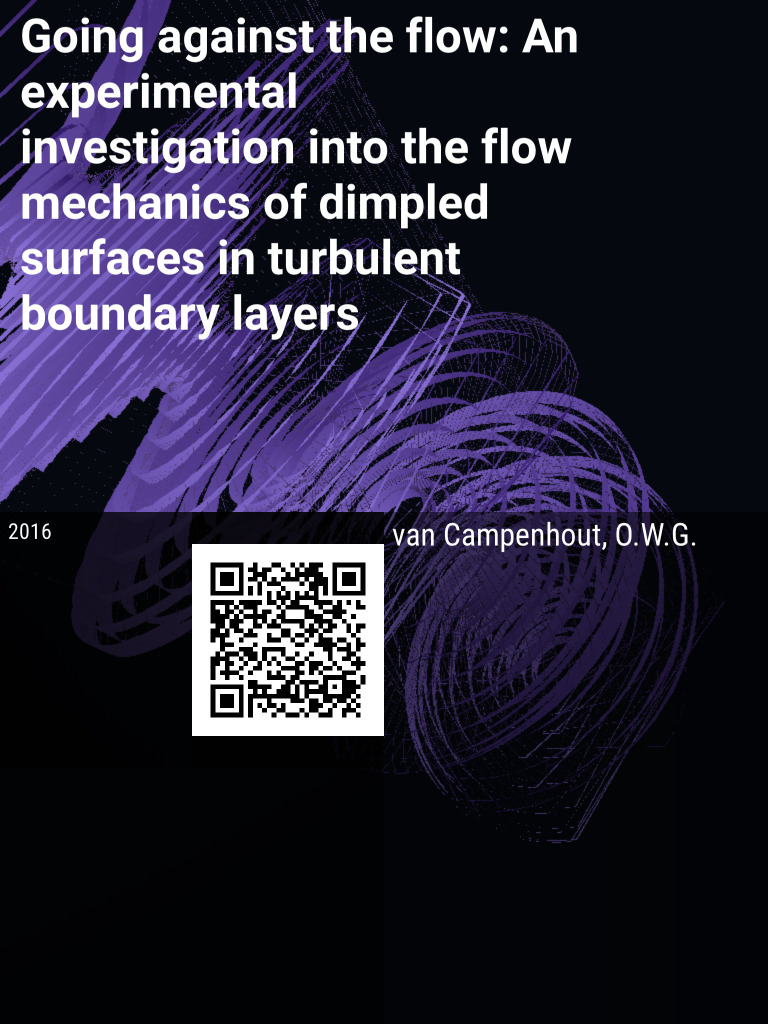 Going against the flow: An
experimental
investigation into the flow
mechanics of dimpled
surfaces in turbulent
boundary layers
2016
van Campenhout, O.W.G.